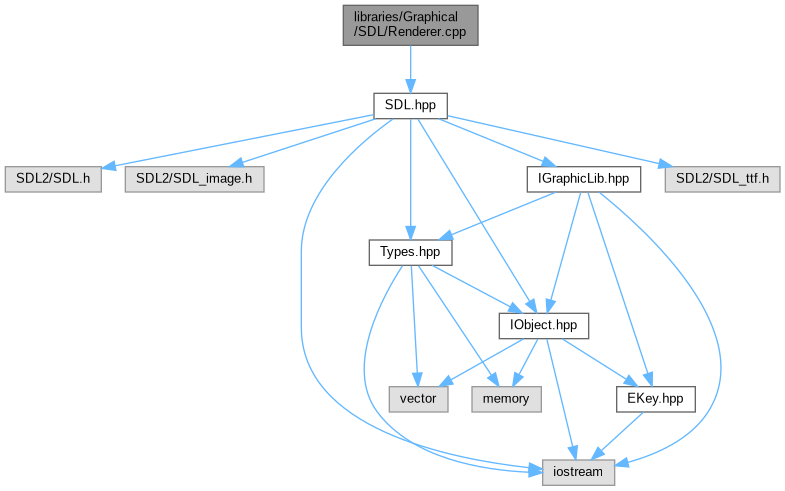 libraries/Graphical
/SDL/Renderer.cpp
SDL.hpp
SDL2/SDL.h
SDL2/SDL_image.h
IGraphicLib.hpp
SDL2/SDL_ttf.h
Types.hpp
IObject.hpp
vector
memory
EKey.hpp
iostream